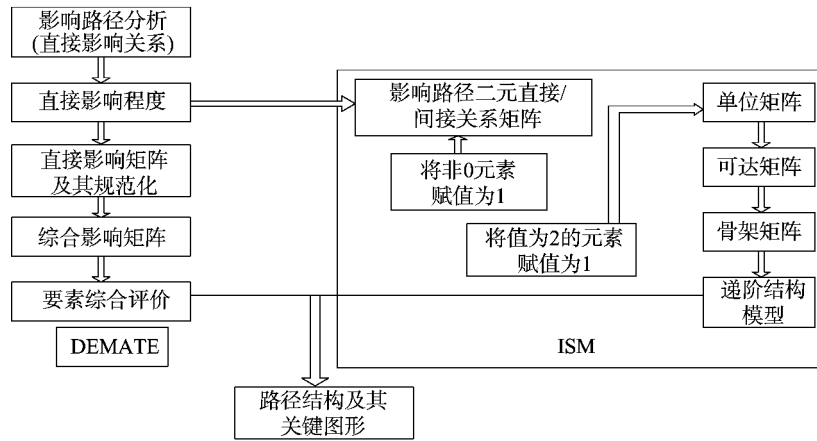 影响路径分析
(直接影响关系)
直接影响程度
直接影响矩阵
及其规范化
综合影响矩阵
要素综合评价
DEMATE
影响路径二元直接/
间接关系矩阵
将非0元素
赋值为1
将值为2的元素
赋值为1
单位矩阵
可达矩阵
骨架矩阵
递阶结构
模型
ISM
路径结构及其
关键图形